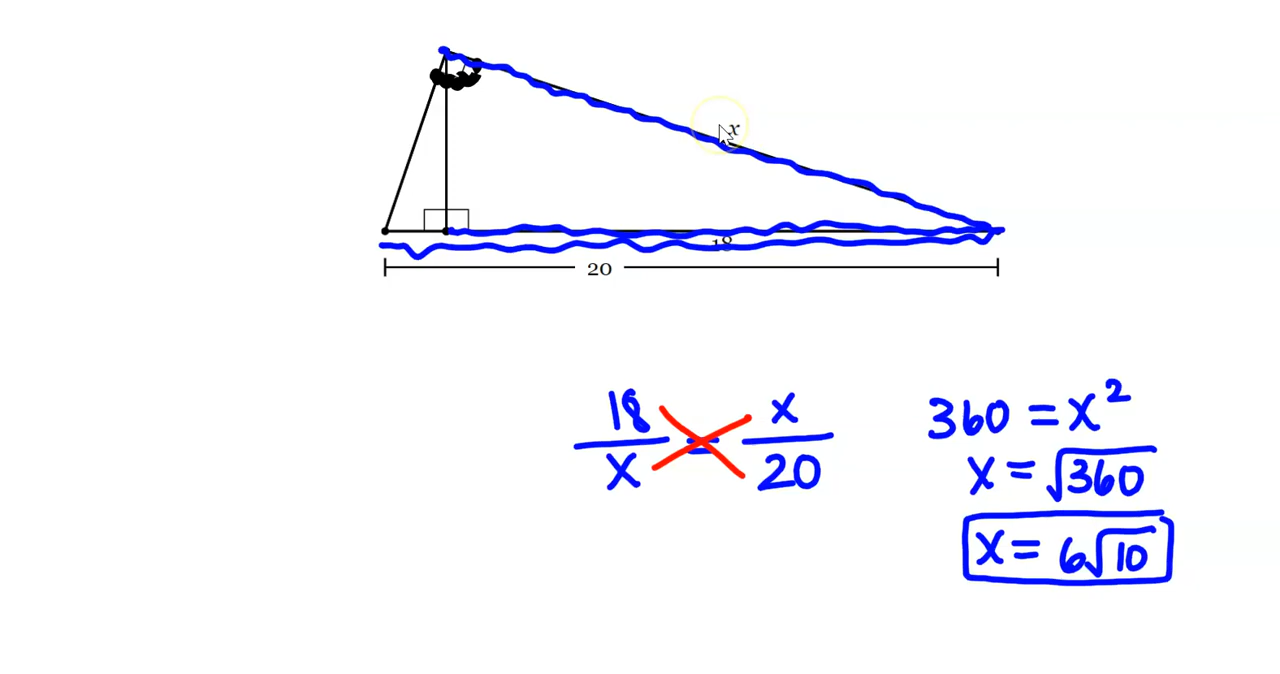 x
18
20
18/x = x/20
360 = x²
x = √360
x = 6√10